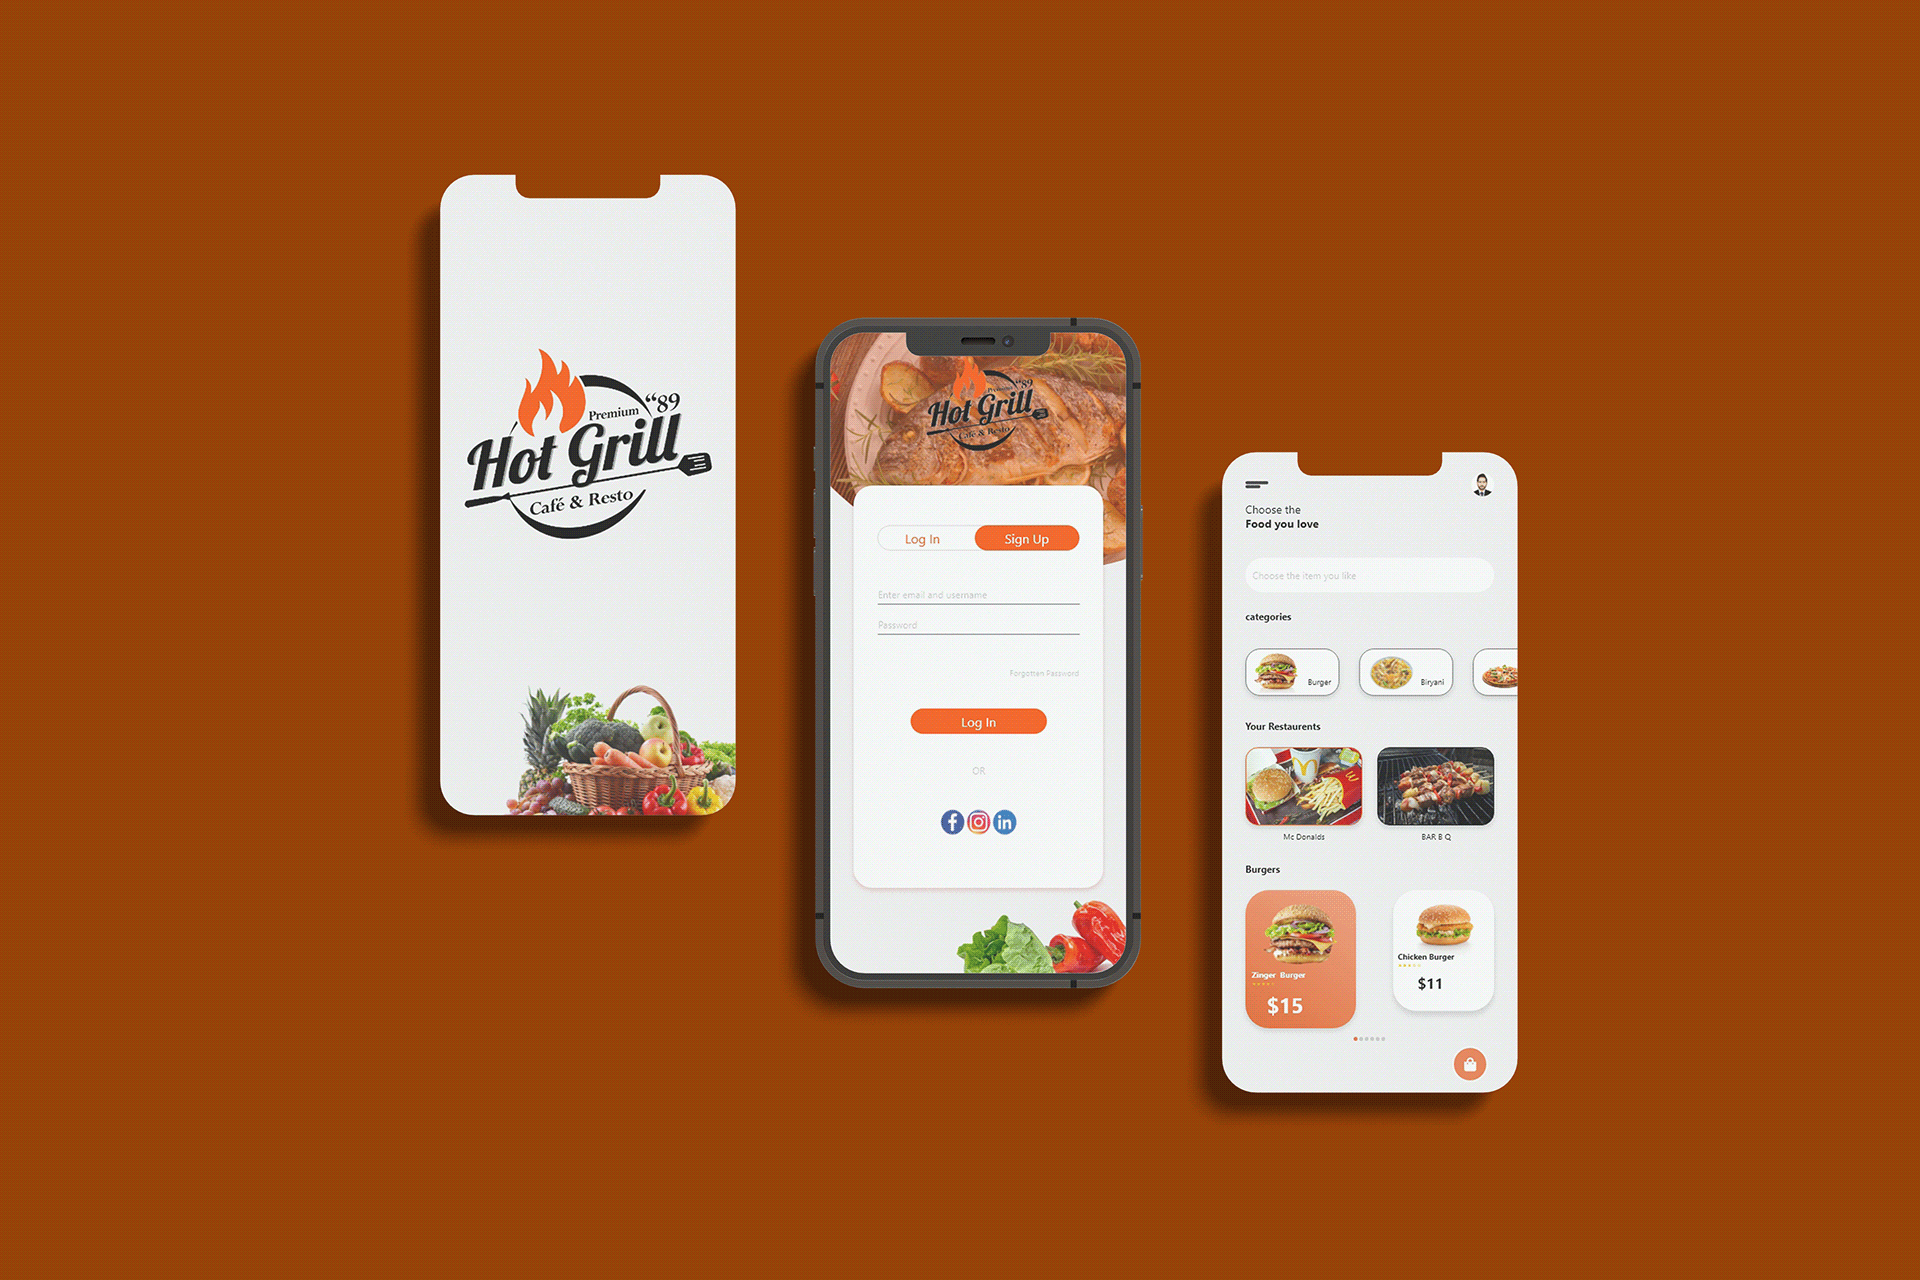 Premium "89
Hot Grill
Café & Resto
Premium "89
Hot Grill
Café & Resto
Log In
Sign Up
Enter email and username
Password
Forgotten Password
Log In
OR
Choose the
Food you love
Choose the item you like
categories
Burger
Biryani
Your Restaurents
Mc Donalds
BAR B Q
Burgers
Zinger Burger
$15
Chicken Burger
$11